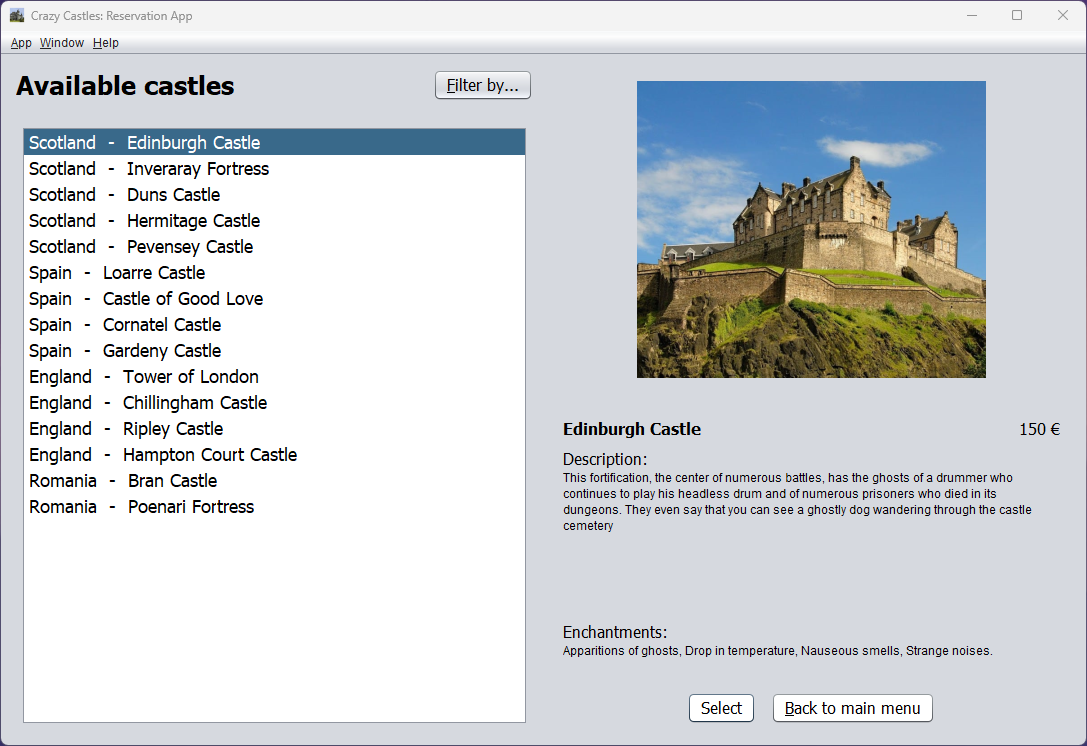 Crazy Castles: Reservation App
App Window Help
Available castles
Filter by...
Scotland - Edinburgh Castle
Scotland - Inveraray Fortress
Scotland - Duns Castle
Scotland - Hermitage Castle
Scotland - Pevensey Castle
Spain - Loarre Castle
Spain - Castle of Good Love
Spain - Cornatel Castle
Spain - Gardeny Castle
England - Tower of London
England - Chillingham Castle
England - Ripley Castle
England - Hampton Court Castle
Romania - Bran Castle
Romania - Poenari Fortress
Edinburgh Castle 150 €
Description:
This fortification, the center of numerous battles, has the ghosts of a drummer who
continues to play his headless drum and of numerous prisoners who died in its
dungeons. They even say that you can see a ghostly dog wandering through the castle
cemetery
Enchantments:
Apparitions of ghosts, Drop in temperature, Nauseous smells, Strange noises.
Select
Back to main menu